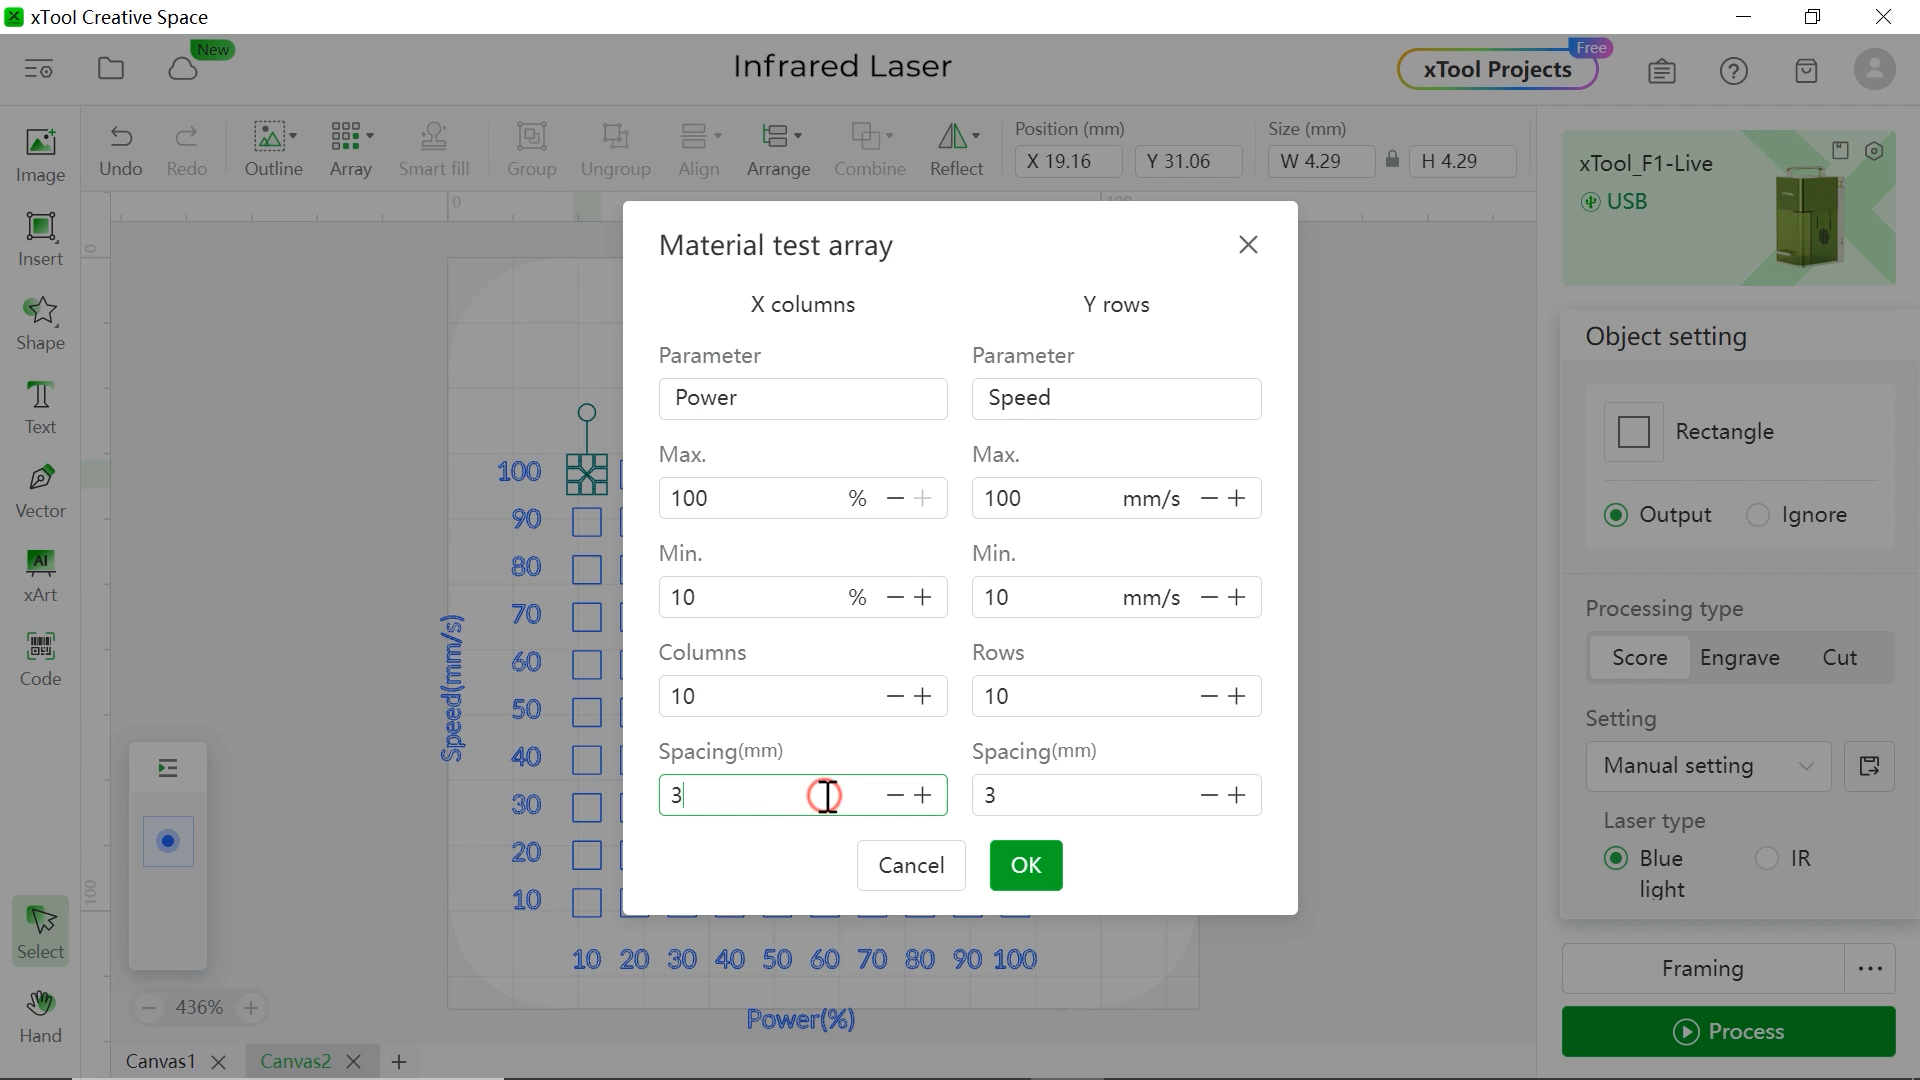 xTool Creative Space
New
Infrared Laser
Free
xTool Projects
Image
Insert
Shape
Text
Vector
AI
xArt
Code
Select
Hand
Undo
Redo
Outline
Array
Smart fill
Group
Ungroup
Align
Arrange
Combine
Reflect
Position (mm)
X 19.16
Y 31.06
Size (mm)
W 4.29
H 4.29
0
100
0
100
Speed(mm/s)
100
90
80
70
60
50
40
30
20
10
10 20 30 40 50 60 70 80 90 100
Power(%)
436%
Canvas1
Canvas2
Material test array
X columns
Y rows
Parameter
Parameter
Power
Speed
Max.
Max.
100 %
100 mm/s
Min.
Min.
10 %
10 mm/s
Columns
Rows
10
10
Spacing(mm)
Spacing(mm)
3
3
Cancel
OK
xTool_F1-Live
USB
Object setting
Rectangle
Output
Ignore
Processing type
Score
Engrave
Cut
Setting
Manual setting
Laser type
Blue
light
IR
Framing
Process